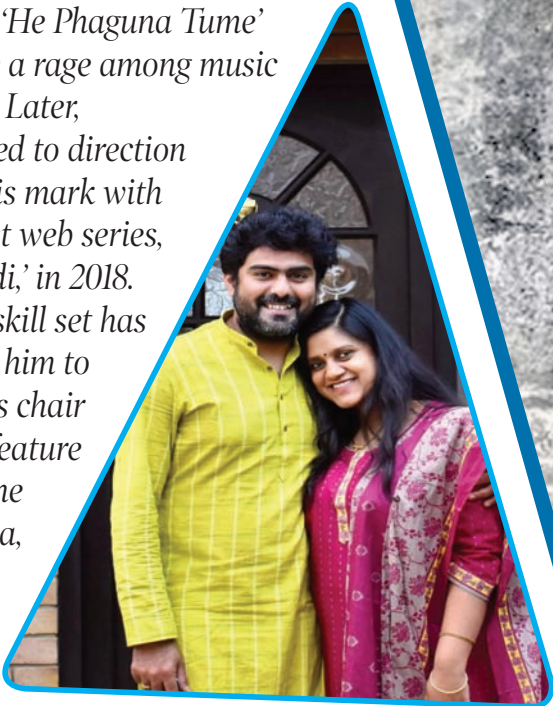 ‘He Phaguna Tume’
a rage among music
Later,
ed to direction
is mark with
t web series,
di,’ in 2018.
skill set has
him to
s chair
feature
ne
a,